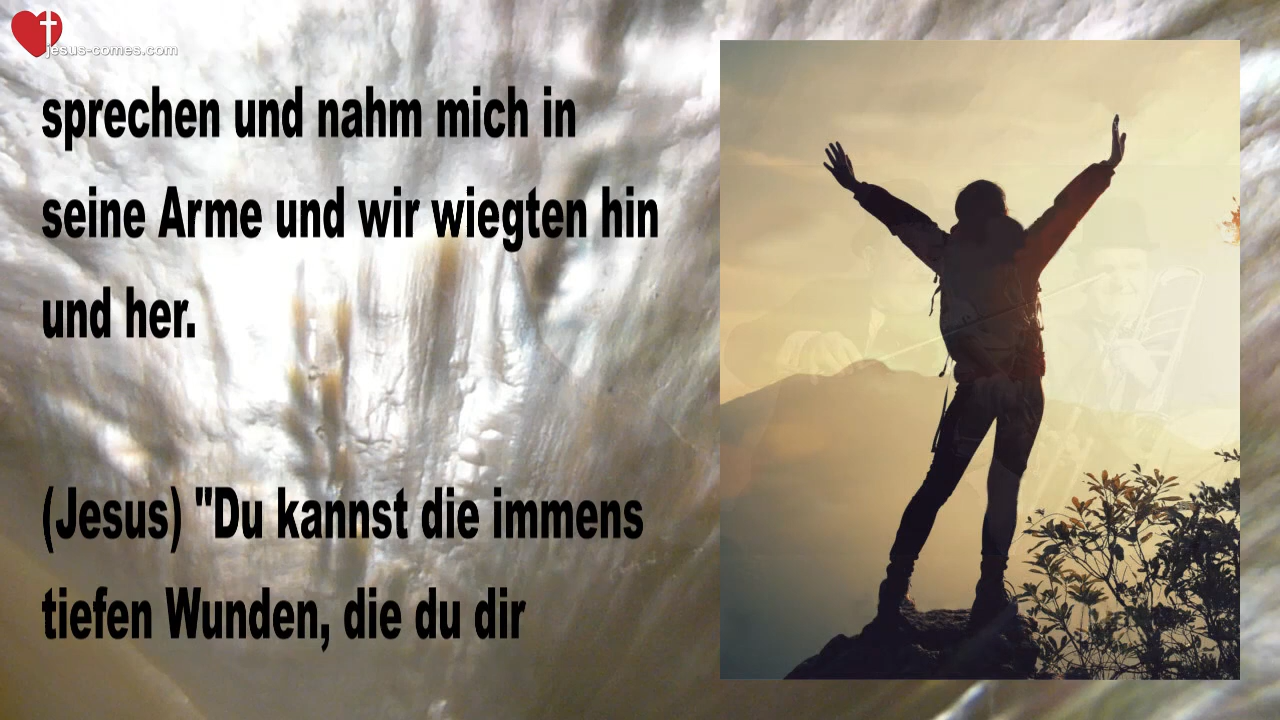 jesus-comes.com
sprechen und nahm mich in
seine Arme und wir wiegten hin
und her.
(Jesus) "Du kannst die immens
tiefen Wunden, die du dir